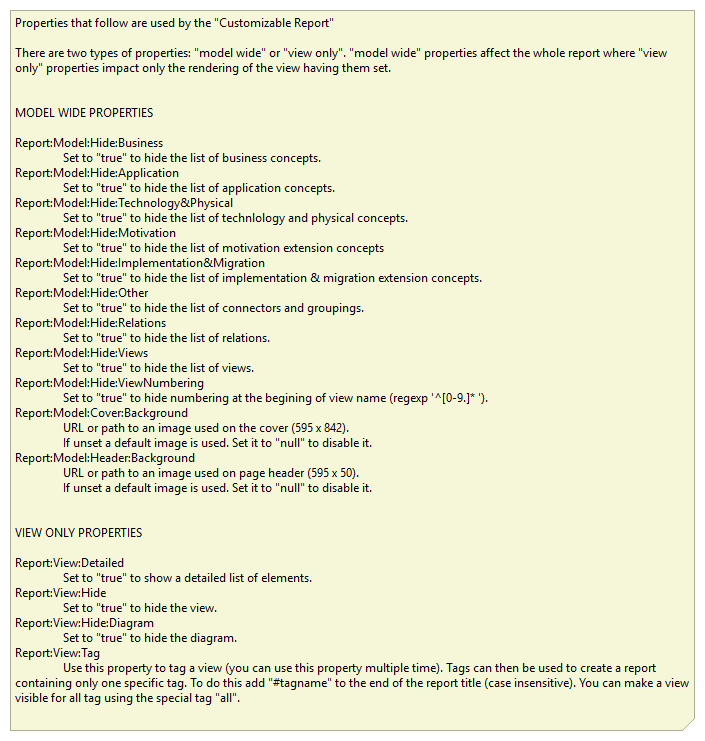 Properties that follow are used by the "Customizable Report"
There are two types of properties: "model wide" or "view only". "model wide" properties affect the whole report where "view
only" properties impact only the rendering of the view having them set.
MODEL WIDE PROPERTIES
Report:Model:Hide:Business
Set to "true" to hide the list of business concepts.
Report:Model:Hide:Application
Set to "true" to hide the list of application concepts.
Report:Model:Hide:Technology&Physical
Set to "true" to hide the list of technlology and physical concepts.
Report:Model:Hide:Motivation
Set to "true" to hide the list of motivation extension concepts
Report:Model:Hide:Implementation&Migration
Set to "true" to hide the list of implementation & migration extension concepts.
Report:Model:Hide:Other
Set to "true" to hide the list of connectors and groupings.
Report:Model:Hide:Relations
Set to "true" to hide the list of relations.
Report:Model:Hide:Views
Set to "true" to hide the list of views.
Report:Model:Hide:ViewNumbering
Set to "true" to hide numbering at the begining of view name (regexp '^[0-9.]* ').
Report:Model:Cover:Background
URL or path to an image used on the cover (595 x 842).
If unset a default image is used. Set it to "null" to disable it.
Report:Model:Header:Background
URL or path to an image used on page header (595 x 50).
If unset a default image is used. Set it to "null" to disable it.
VIEW ONLY PROPERTIES
Report:View:Detailed
Set to "true" to show a detailed list of elements.
Report:View:Hide
Set to "true" to hide the view.
Report:View:Hide:Diagram
Set to "true" to hide the diagram.
Report:View:Tag
Use this property to tag a view (you can use this property multiple time). Tags can then be used to create a report
containing only one specific tag. To do this add "#tagname" to the end of the report title (case insensitive). You can make a view
visible for all tag using the special tag "all".